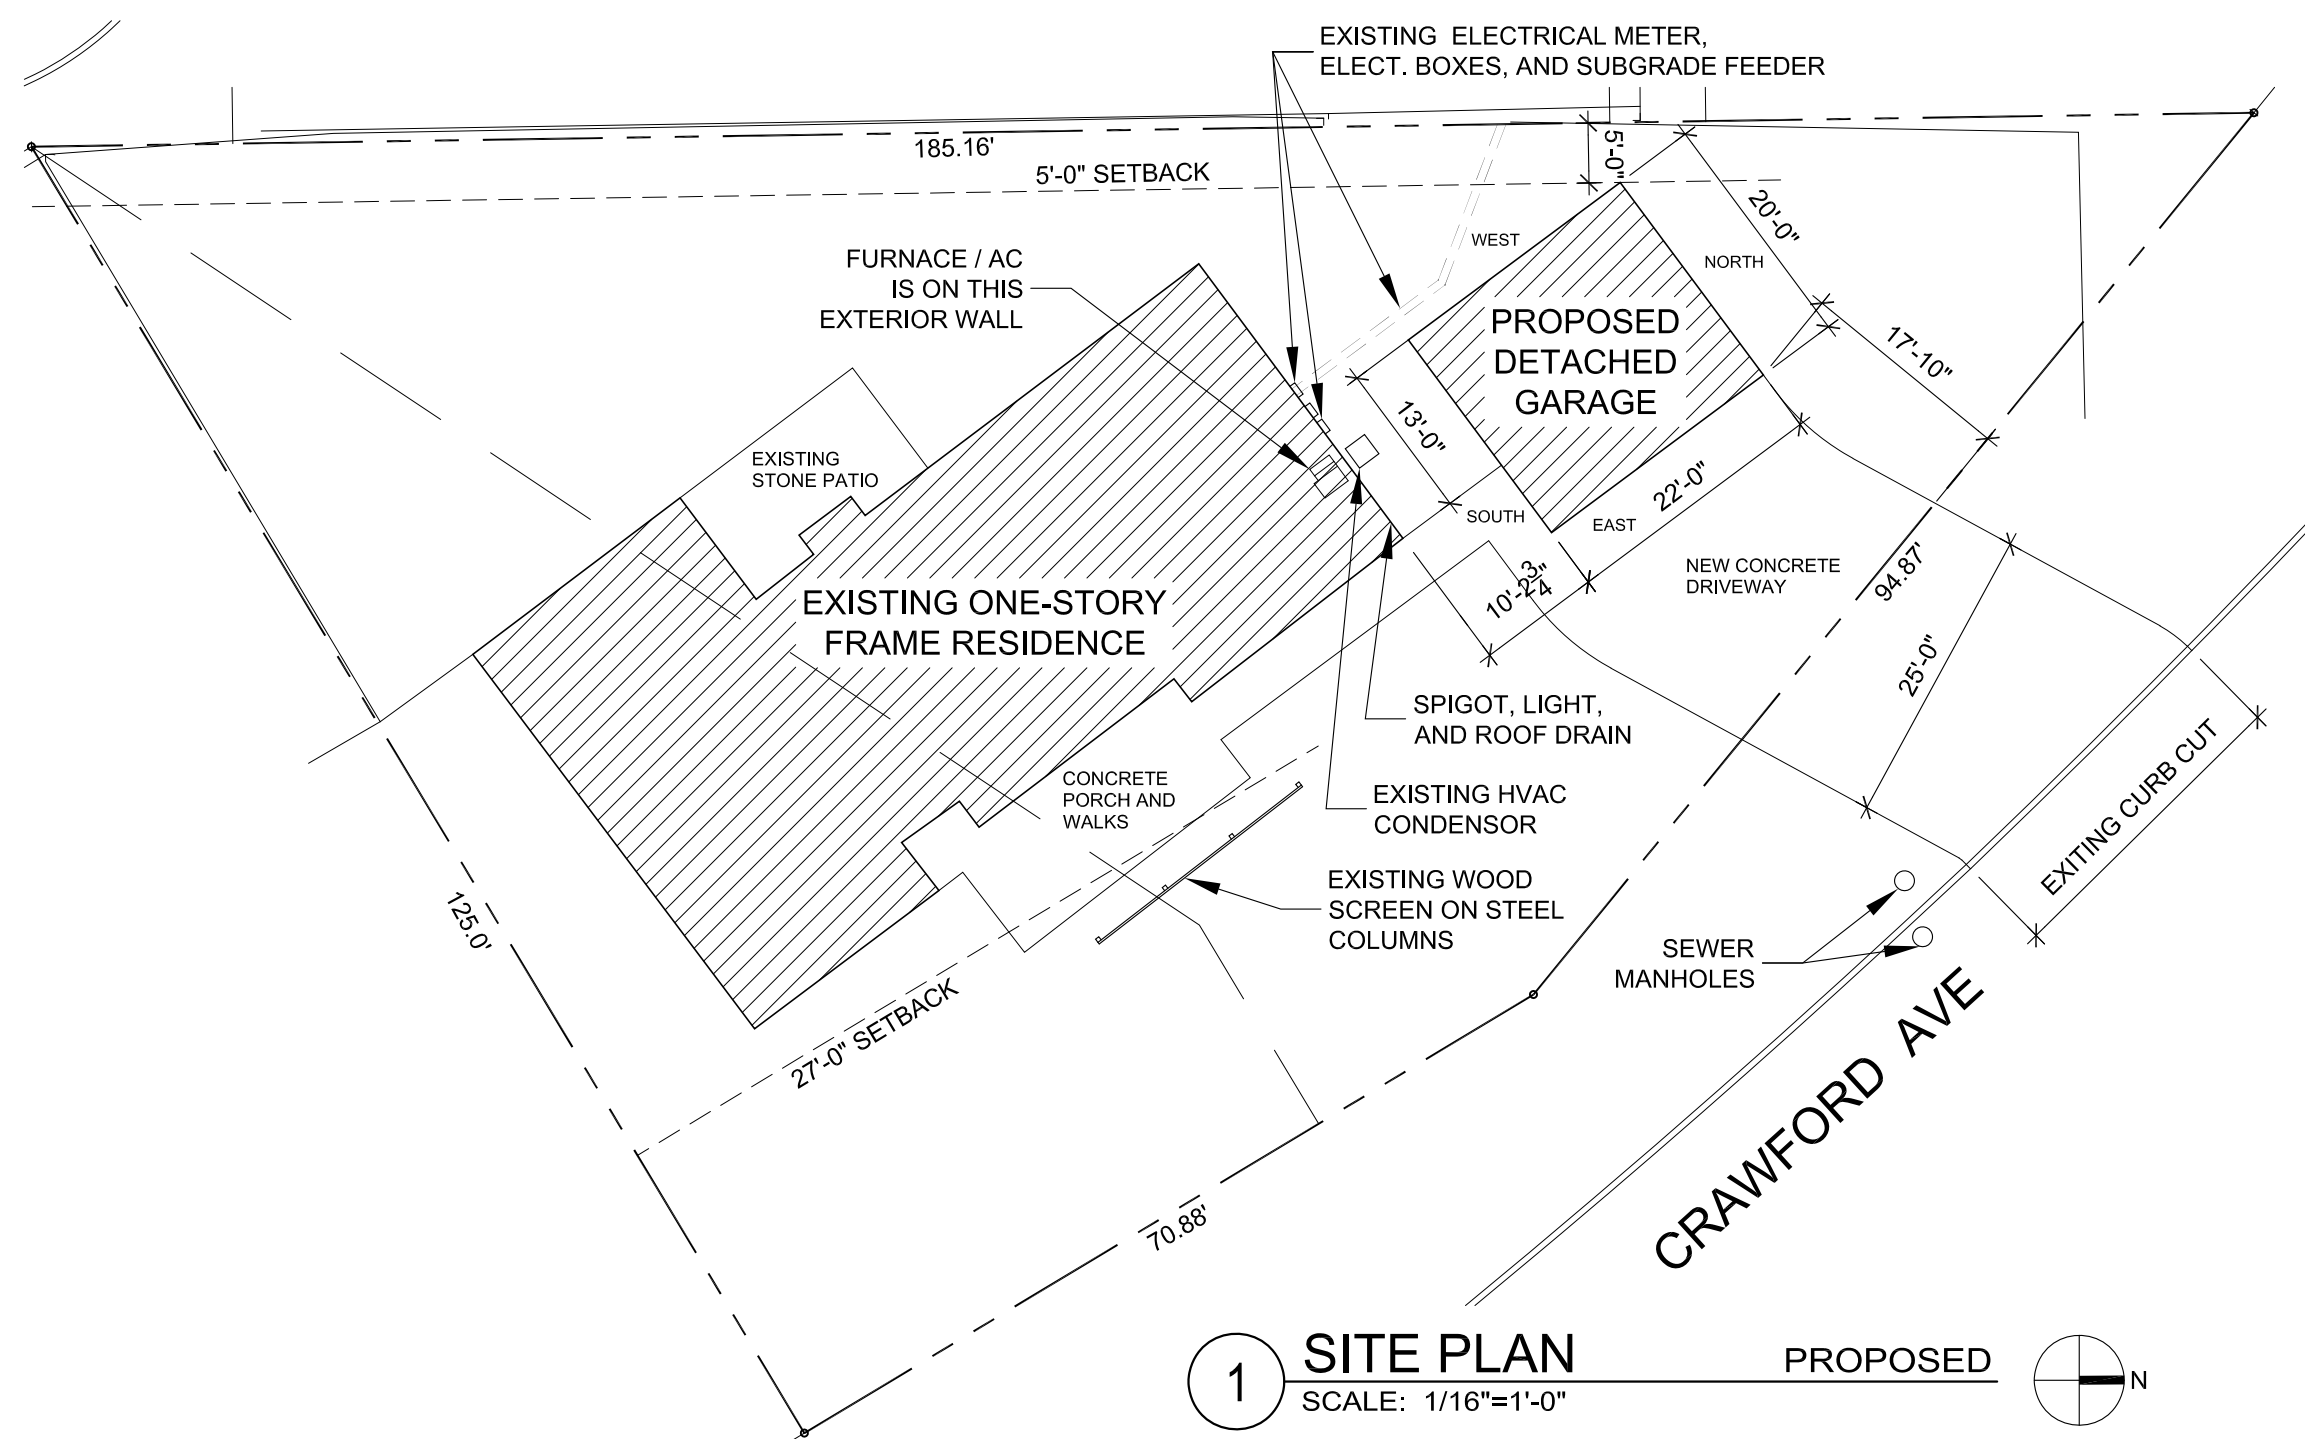 EXISTING ELECTRICAL METER,
ELECT. BOXES, AND SUBGRADE FEEDER
185.16'
5'-0" SETBACK
5'-0"
20'-0"
WEST
NORTH
FURNACE / AC
IS ON THIS
EXTERIOR WALL
PROPOSED
DETACHED
GARAGE
17'-10"
13'-0"
EXISTING
STONE PATIO
22'-0"
SOUTH
EAST
10'-2 3/4"
NEW CONCRETE
DRIVEWAY
94.87'
EXISTING ONE-STORY
FRAME RESIDENCE
25'-0"
SPIGOT, LIGHT,
AND ROOF DRAIN
CONCRETE
PORCH AND
WALKS
EXISTING HVAC
CONDENSOR
EXITING CURB CUT
125.0'
EXISTING WOOD
SCREEN ON STEEL
COLUMNS
SEWER
MANHOLES
27'-0" SETBACK
CRAWFORD AVE
70.88'
1
SITE PLAN
PROPOSED
SCALE: 1/16"=1'-0"
N